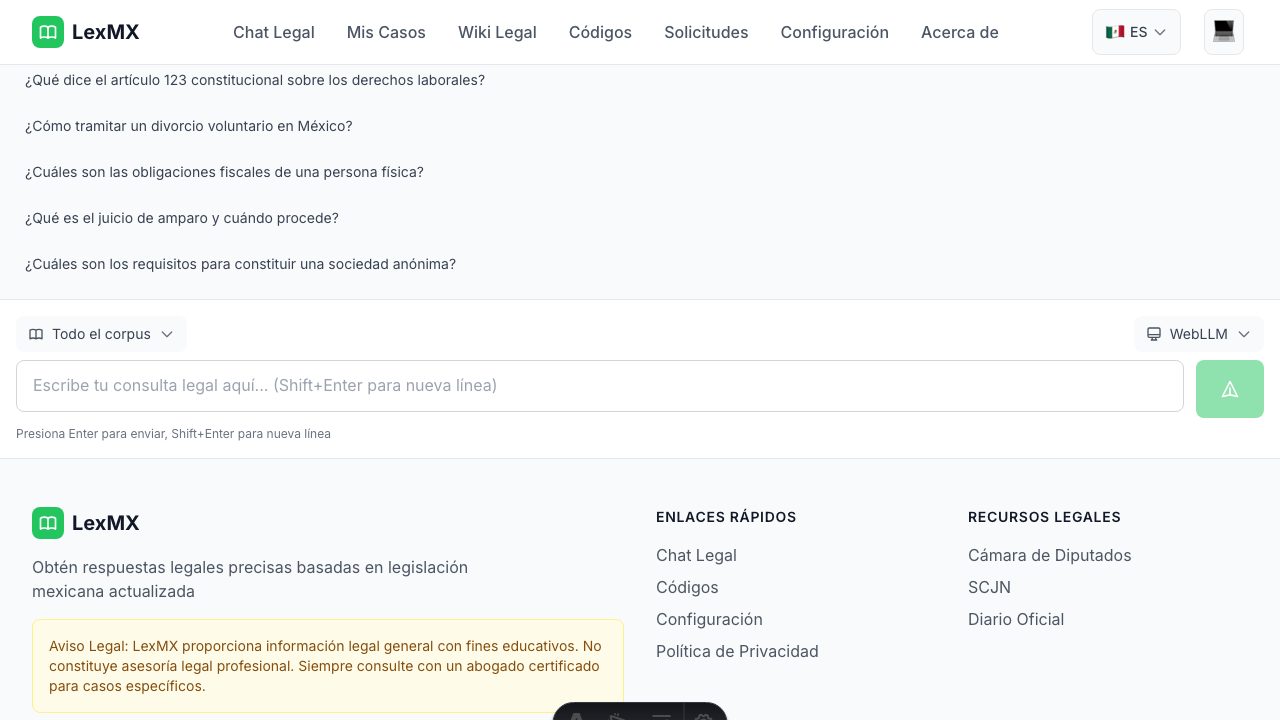 LexMX
Chat Legal
Mis Casos
Wiki Legal
Códigos
Solicitudes
Configuración
Acerca de
ES
¿Qué dice el artículo 123 constitucional sobre los derechos laborales?
¿Cómo tramitar un divorcio voluntario en México?
¿Cuáles son las obligaciones fiscales de una persona física?
¿Qué es el juicio de amparo y cuándo procede?
¿Cuáles son los requisitos para constituir una sociedad anónima?
Todo el corpus
WebLLM
Escribe tu consulta legal aquí... (Shift+Enter para nueva línea)
Presiona Enter para enviar, Shift+Enter para nueva línea
LexMX
Obtén respuestas legales precisas basadas en legislación
mexicana actualizada
Aviso Legal: LexMX proporciona información legal general con fines educativos. No
constituye asesoría legal profesional. Siempre consulte con un abogado certificado
para casos específicos.
ENLACES RÁPIDOS
Chat Legal
Códigos
Configuración
Política de Privacidad
RECURSOS LEGALES
Cámara de Diputados
SCJN
Diario Oficial